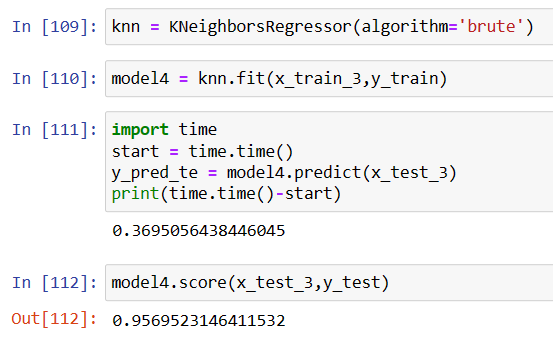 In [109]: knn = KNeighborsRegressor(algorithm='brute')
In [110]: model4 = knn.fit(x_train_3,y_train)
In [111]: import time
start = time.time()
y_pred_te = model4.predict(x_test_3)
print(time.time()-start)
0.3695056438446045
In [112]: model4.score(x_test_3,y_test)
Out[112]: 0.9569523146411532